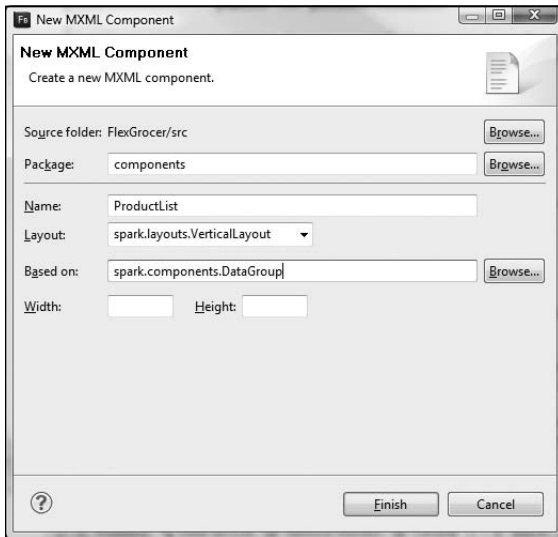 Fb New MXML Component
New MXML Component
Create a new MXML component.
Source folder: FlexGrocer/src Browse...
Package: components Browse...
Name: ProductList
Layout: spark.layouts.VerticalLayout
Based on: spark.components.DataGroup Browse...
Width: Height:
? Finish Cancel